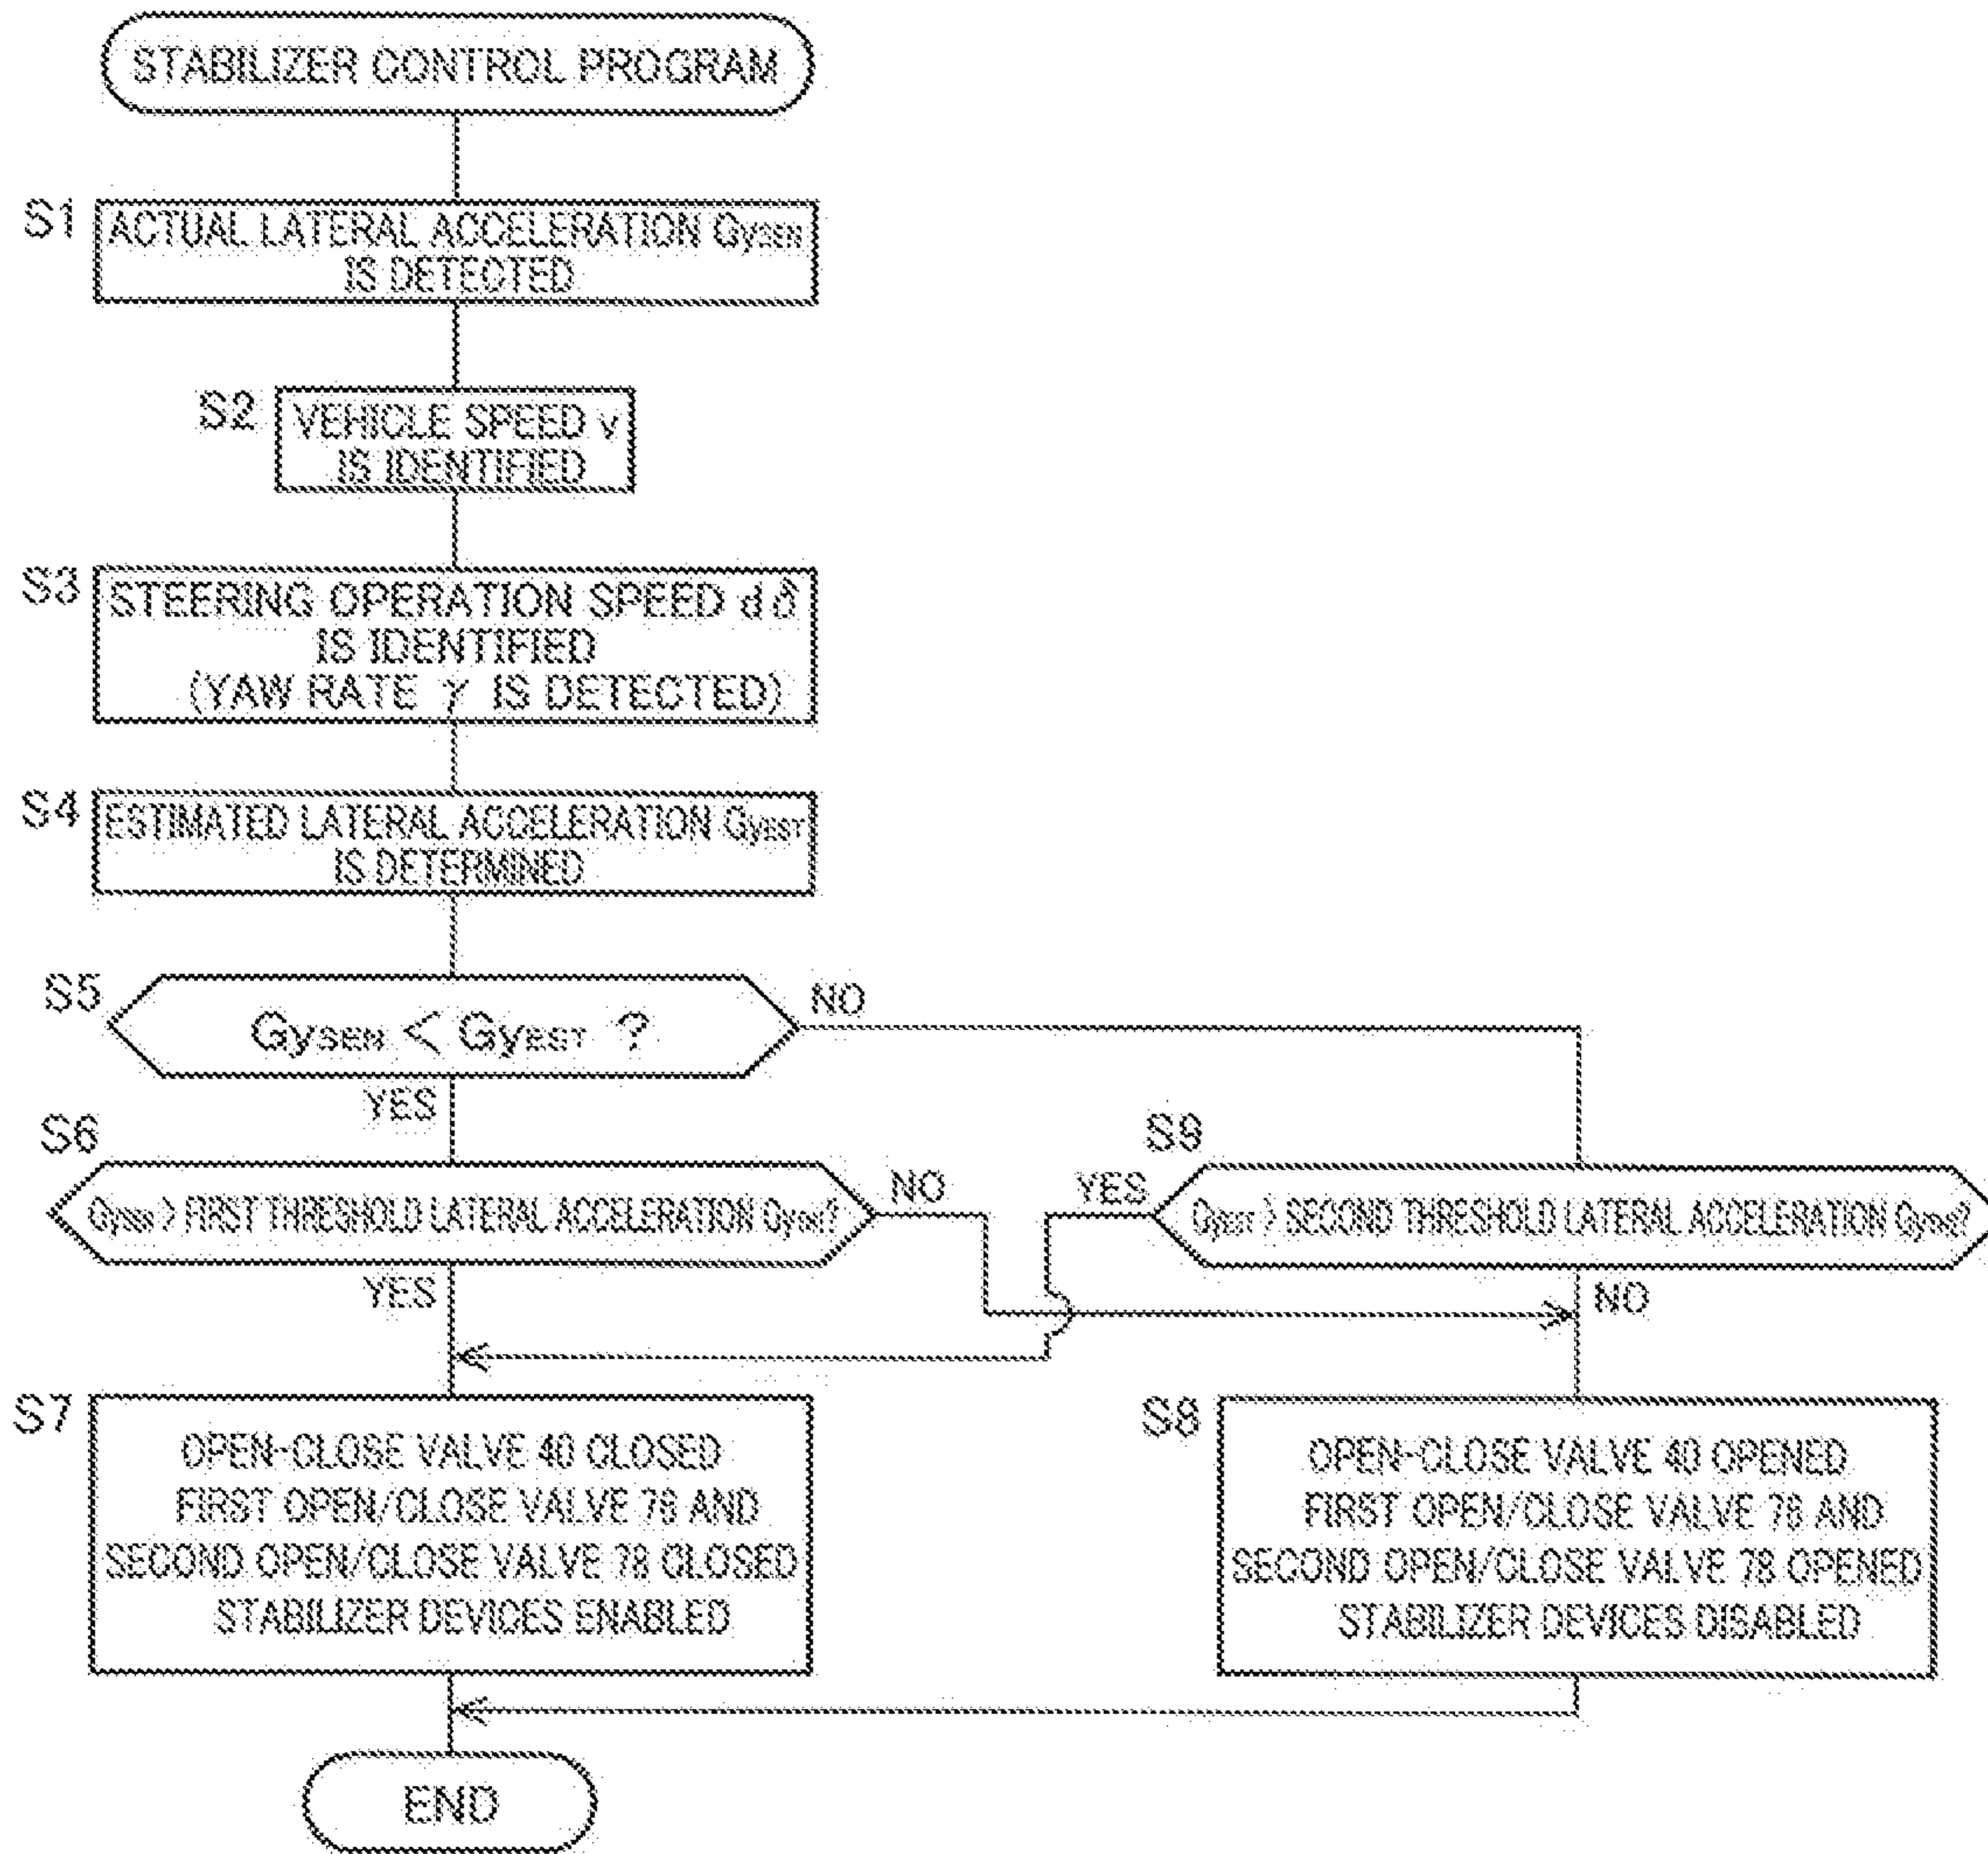 STABILIZER CONTROL PROGRAM
S1
ACTUAL LATERAL ACCELERATION GySEN
IS DETECTED
S2
VEHICLE SPEED v
IS IDENTIFIED
S3
STEERING OPERATION SPEED dδ
IS IDENTIFIED
(YAW RATE γ IS DETECTED)
S4
ESTIMATED LATERAL ACCELERATION GyEST
IS DETERMINED
S5
GySEN < GyEST ?
NO
YES
S6
> FIRST THRESHOLD LATERAL ACCELERATION
NO
YES
S9
GyEST > SECOND THRESHOLD LATERAL ACCELERATION
YES
NO
S7
OPEN-CLOSE VALVE 40 CLOSED
FIRST OPEN/CLOSE VALVE 78 AND
SECOND OPEN/CLOSE VALVE 78 CLOSED
STABILIZER DEVICES ENABLED
S8
OPEN-CLOSE VALVE 40 OPENED
FIRST OPEN/CLOSE VALVE 78 AND
SECOND OPEN/CLOSE VALVE 78 OPENED
STABILIZER DEVICES DISABLED
END